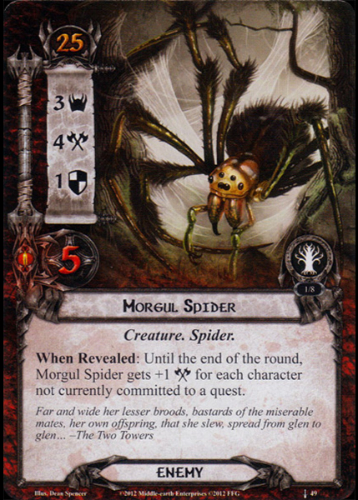 25
3
4
1
5
1/8
Morgul Spider
Creature. Spider.
When Revealed: Until the end of the round,
Morgul Spider gets +1 for each character
not currently committed to a quest.
Far and wide her lesser broods, bastards of the miserable
mates, her own offspring, that she slew, spread from glen to
glen... –The Two Towers
ENEMY
Illus. Dean Spencer ©2012 Middle-earth Enterprises ©2012 FFG 49